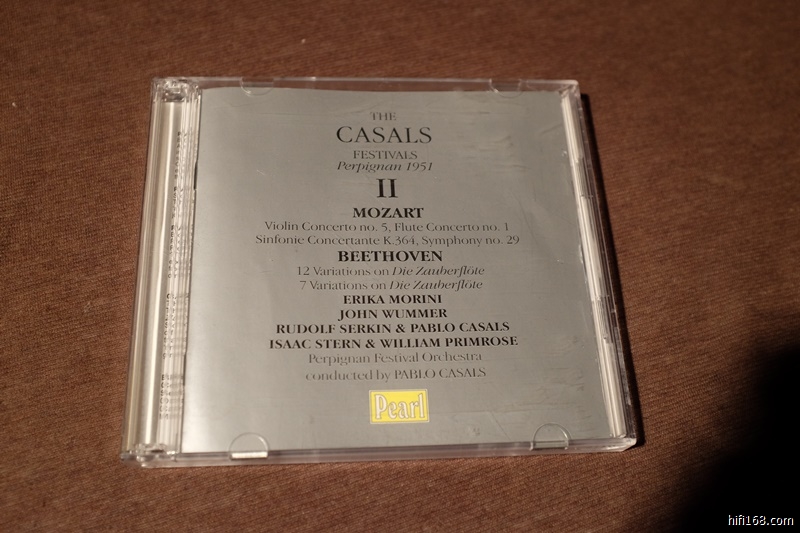 THE
CASALS
FESTIVALS
Perpignan 1951
II
MOZART
Violin Concerto no. 5, Flute Concerto no. 1
Sinfonie Concertante K.364, Symphony no. 29
BEETHOVEN
12 Variations on Die Zauberflöte
7 Variations on Die Zauberflöte
ERIKA MORINI
JOHN WUMMER
RUDOLF SERKIN & PABLO CASALS
ISAAC STERN & WILLIAM PRIMROSE
Perpignan Festival Orchestra
conducted by PABLO CASALS
Pearl
hifi168.com